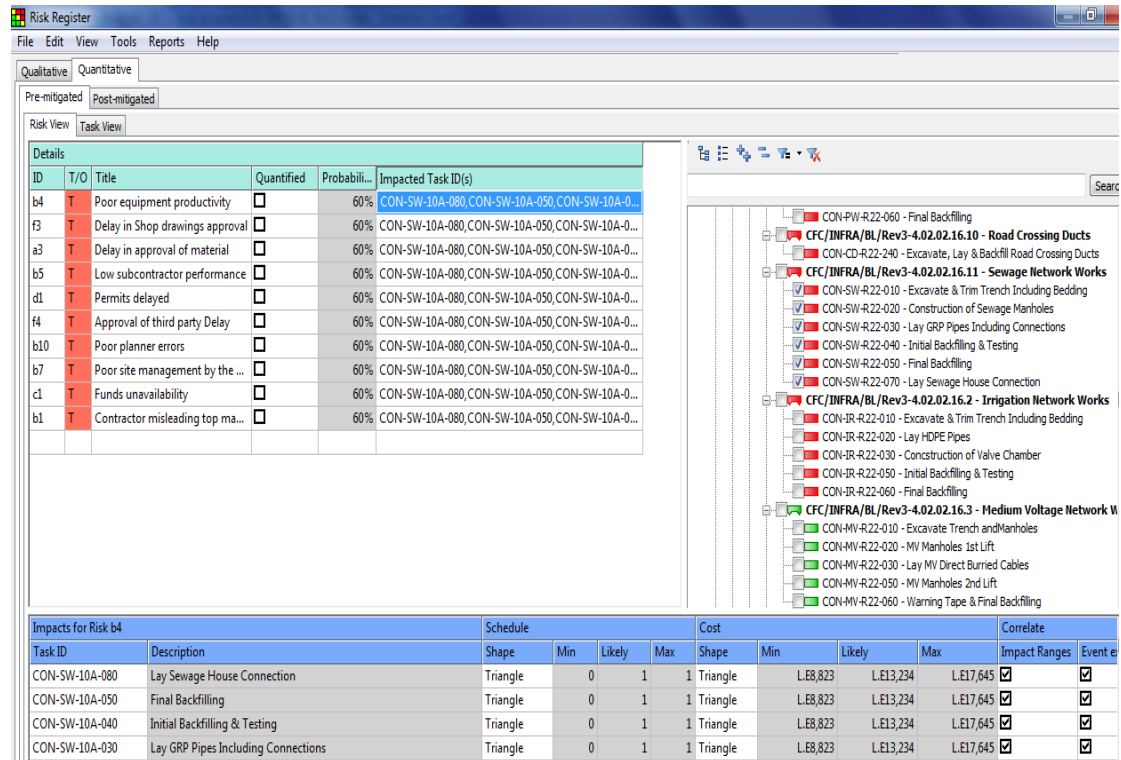 Risk Register
File Edit View Tools Reports Help
Qualitative Quantitative
Pre-mitigated Post-mitigated
Risk View Task View
Details
ID T/O Title Quantified Probabili... Impacted Task ID(s)
b4 T Poor equipment productivity 60% CON-SW-10A-080,CON-SW-10A-050,CON-SW-10A-0...
f3 T Delay in Shop drawings approval 60% CON-SW-10A-080,CON-SW-10A-050,CON-SW-10A-0...
a3 T Delay in approval of material 60% CON-SW-10A-080,CON-SW-10A-050,CON-SW-10A-0...
b5 T Low subcontractor performance 60% CON-SW-10A-080,CON-SW-10A-050,CON-SW-10A-0...
d1 T Permits delayed 60% CON-SW-10A-080,CON-SW-10A-050,CON-SW-10A-0...
f4 T Approval of third party Delay 60% CON-SW-10A-080,CON-SW-10A-050,CON-SW-10A-0...
b10 T Poor planner errors 60% CON-SW-10A-080,CON-SW-10A-050,CON-SW-10A-0...
b7 T Poor site management by the ... 60% CON-SW-10A-080,CON-SW-10A-050,CON-SW-10A-0...
c1 T Funds unavailability 60% CON-SW-10A-080,CON-SW-10A-050,CON-SW-10A-0...
b1 T Contractor misleading top ma... 60% CON-SW-10A-080,CON-SW-10A-050,CON-SW-10A-0...
Searc
CON-PW-R22-060 - Final Backfilling
CFC/INFRA/BL/Rev3-4.02.02.16.10 - Road Crossing Ducts
CON-CD-R22-240 - Excavate, Lay & Backfill Road Crossing Ducts
CFC/INFRA/BL/Rev3-4.02.02.16.11 - Sewage Network Works
CON-SW-R22-010 - Excavate & Trim Trench Including Bedding
CON-SW-R22-020 - Construction of Sewage Manholes
CON-SW-R22-030 - Lay GRP Pipes Including Connections
CON-SW-R22-040 - Initial Backfilling & Testing
CON-SW-R22-050 - Final Backfilling
CON-SW-R22-070 - Lay Sewage House Connection
CFC/INFRA/BL/Rev3-4.02.02.16.2 - Irrigation Network Works
CON-IR-R22-010 - Excavate & Trim Trench Including Bedding
CON-IR-R22-020 - Lay HDPE Pipes
CON-IR-R22-030 - Concstruction of Valve Chamber
CON-IR-R22-050 - Initial Backfilling & Testing
CON-IR-R22-060 - Final Backfilling
CFC/INFRA/BL/Rev3-4.02.02.16.3 - Medium Voltage Network W
CON-MV-R22-010 - Excavate Trench andManholes
CON-MV-R22-020 - MV Manholes 1st Lift
CON-MV-R22-030 - Lay MV Direct Burried Cables
CON-MV-R22-050 - MV Manholes 2nd Lift
CON-MV-R22-060 - Warning Tape & Final Backfilling
Impacts for Risk b4 Schedule Cost Correlate
Task ID Description Shape Min Likely Max Shape Min Likely Max Impact Ranges Event e
CON-SW-10A-080 Lay Sewage House Connection Triangle 0 1 1 Triangle L.E8,823 L.E13,234 L.E17,645
CON-SW-10A-050 Final Backfilling Triangle 0 1 1 Triangle L.E8,823 L.E13,234 L.E17,645
CON-SW-10A-040 Initial Backfilling & Testing Triangle 0 1 1 Triangle L.E8,823 L.E13,234 L.E17,645
CON-SW-10A-030 Lay GRP Pipes Including Connections Triangle 0 1 1 Triangle L.E8,823 L.E13,234 L.E17,645